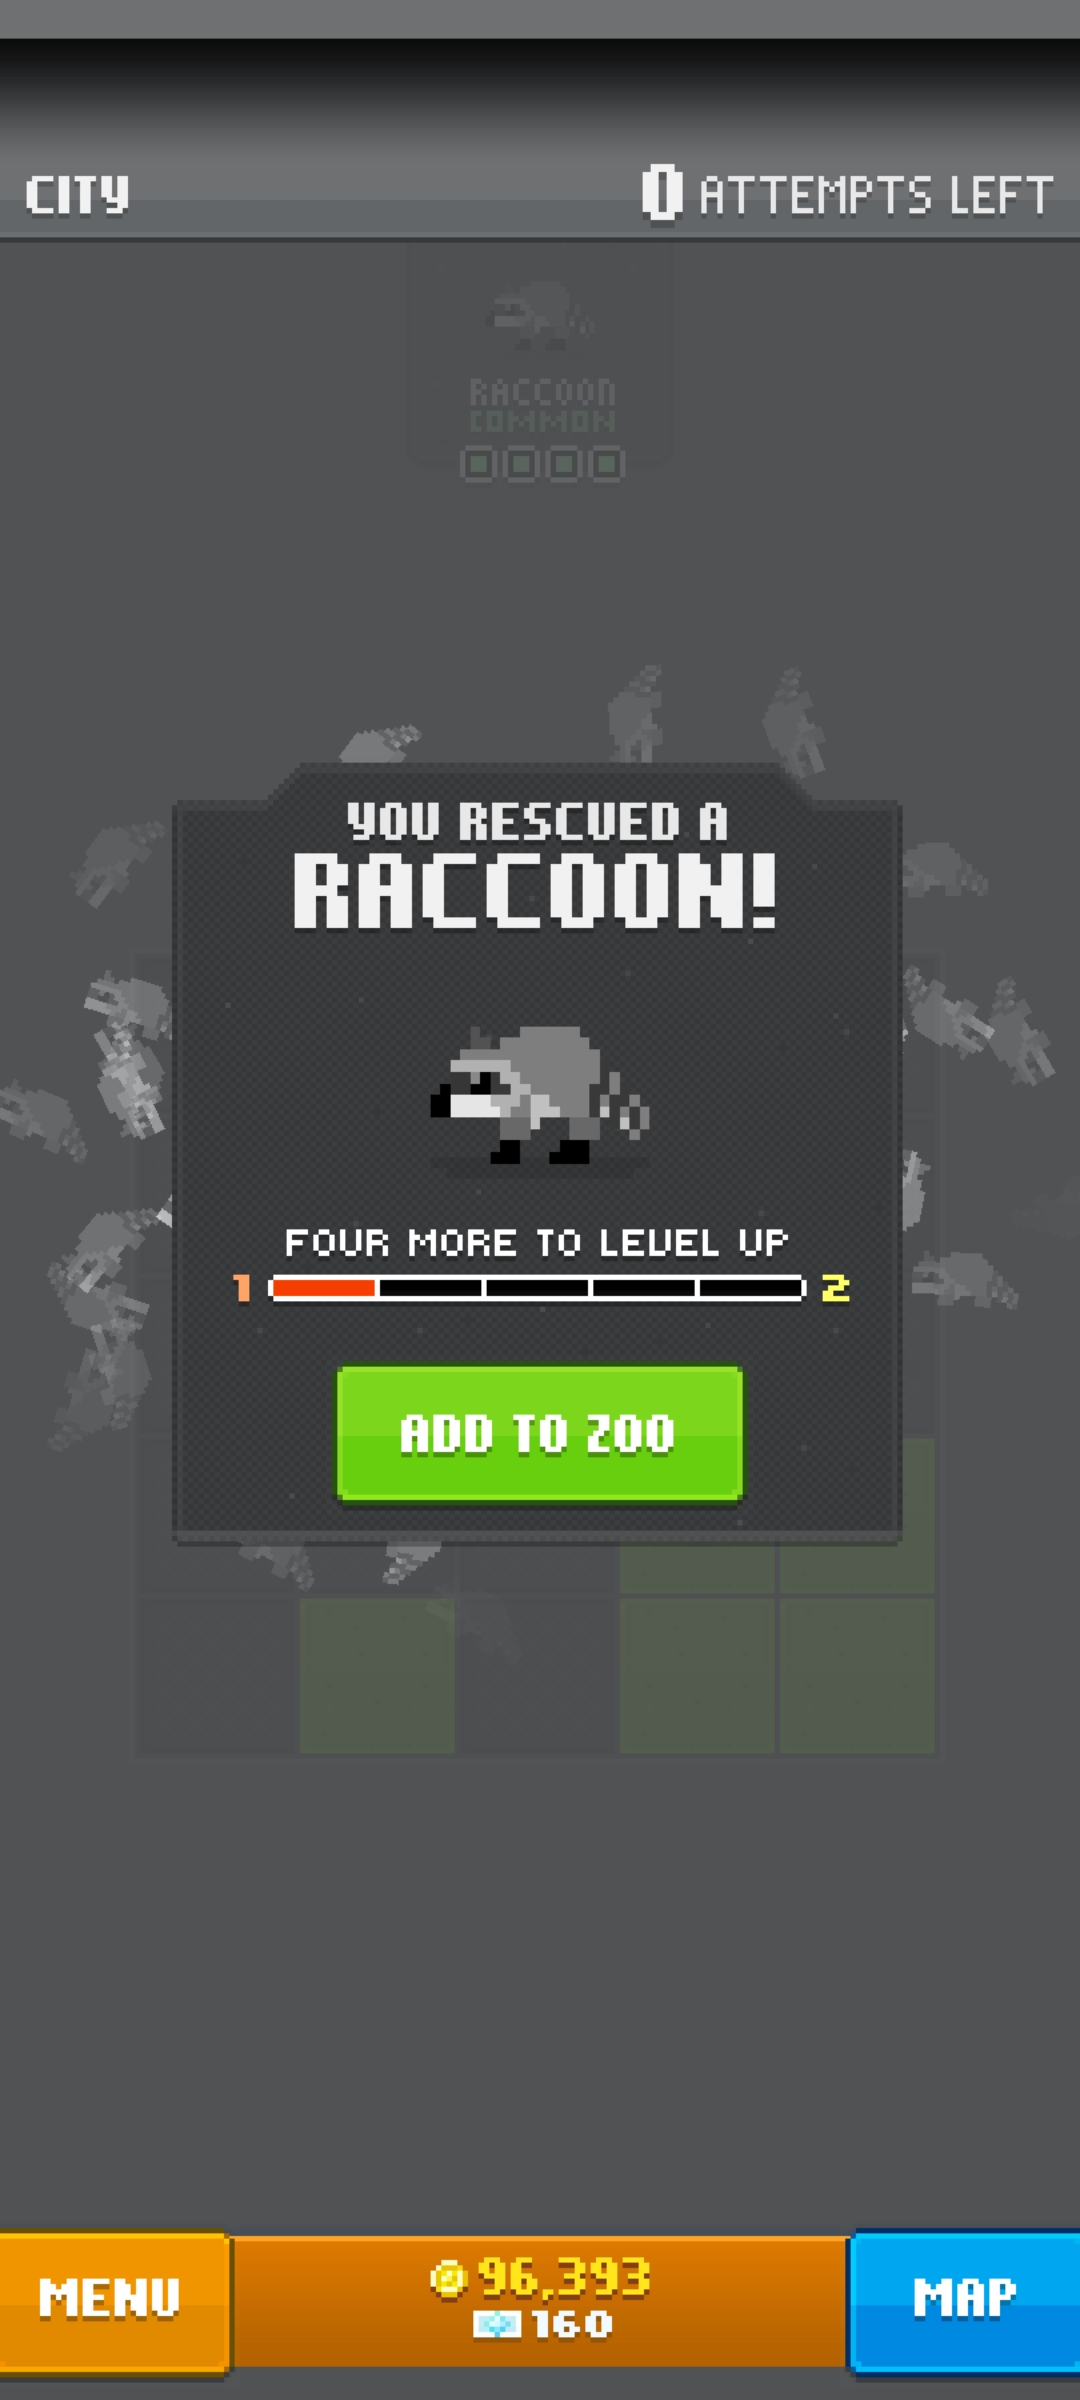 CITY
0 ATTEMPTS LEFT
RACCOON
COMMON
YOU RESCUED A
RACCOON!
FOUR MORE TO LEVEL UP
1 2
ADD TO ZOO
MENU
96,393
160
MAP